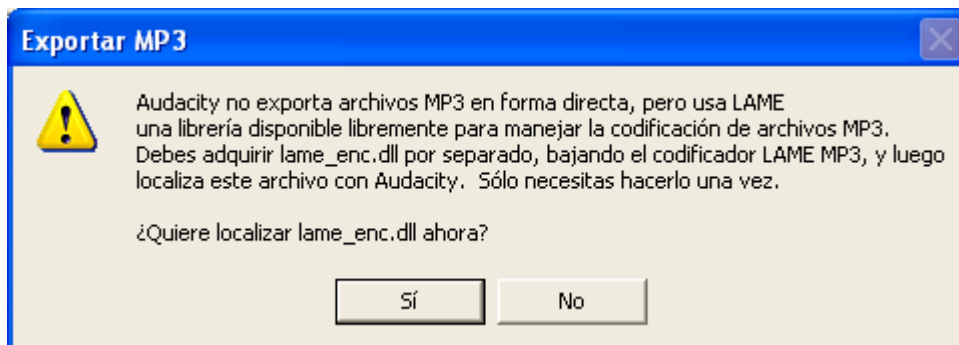 Exportar MP3
Audacity no exporta archivos MP3 en forma directa, pero usa LAME
una librería disponible libremente para manejar la codificación de archivos MP3.
Debes adquirir lame_enc.dll por separado, bajando el codificador LAME MP3, y luego
localiza este archivo con Audacity. Sólo necesitas hacerlo una vez.
¿Quiere localizar lame_enc.dll ahora?
Sí
No